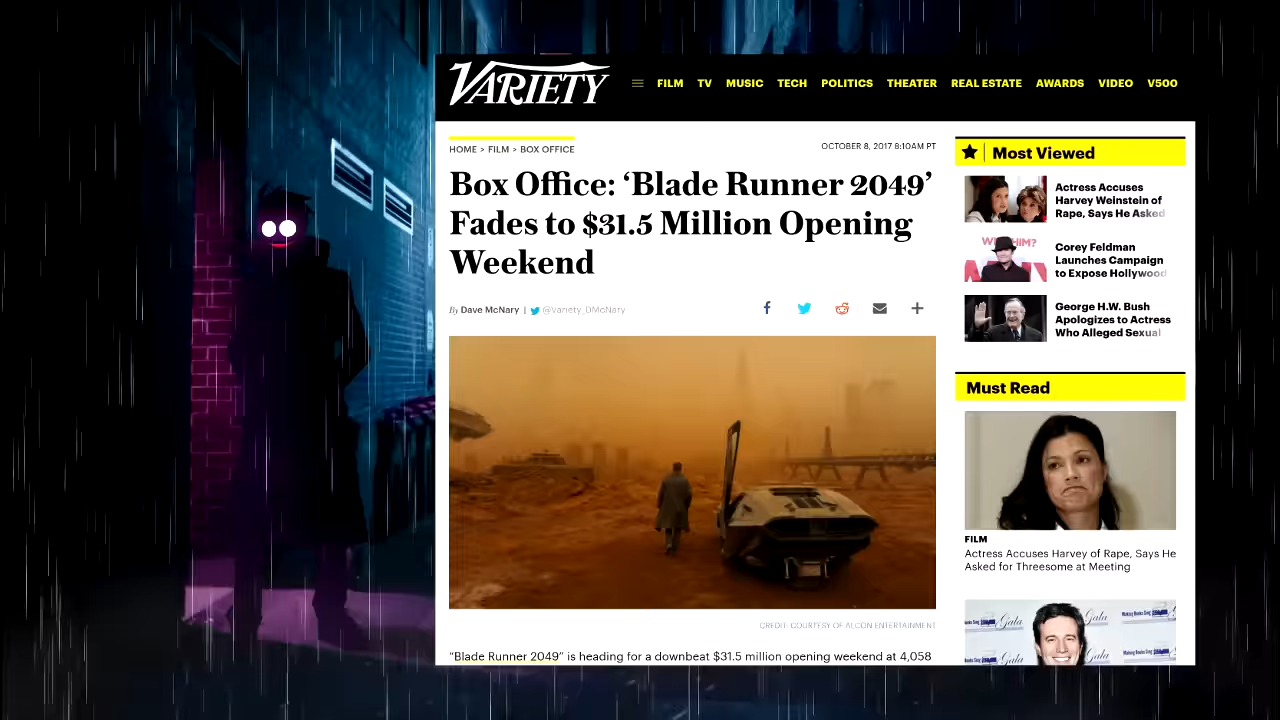 VARIETY
FILM TV MUSIC TECH POLITICS THEATER REAL ESTATE AWARDS VIDEO V500
HOME > FILM > BOX OFFICE
OCTOBER 8, 2017 8:10AM PT
Box Office: ‘Blade Runner 2049’
Fades to $31.5 Million Opening
Weekend
By Dave McNary | @Variety_DMcNary
CREDIT: COURTESY OF ALCON ENTERTAINMENT
“Blade Runner 2049” is heading for a downbeat $31.5 million opening weekend at 4,058
Most Viewed
Actress Accuses
Harvey Weinstein of
Rape, Says He Asked
Corey Feldman
Launches Campaign
to Expose Hollywood
George H.W. Bush
Apologizes to Actress
Who Alleged Sexual
Must Read
FILM
Actress Accuses Harvey of Rape, Says He
Asked for Threesome at Meeting
Gala
Gala